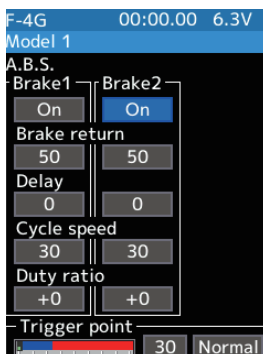 F-4G 00:00.00 6.3V
Model 1
A.B.S.
Brake1 Brake2
On On
Brake return
50 50
Delay
0 0
Cycle speed
30 30
Duty ratio
+0 +0
Trigger point
30 Normal